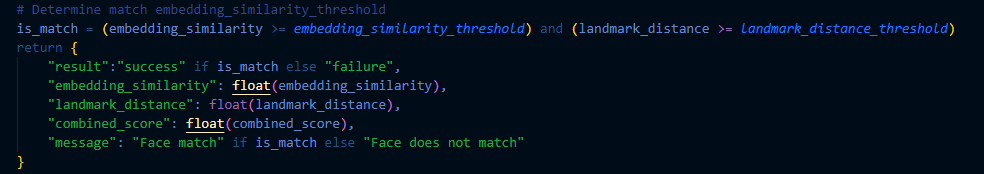 # Determine match embedding_similarity_threshold
is_match = (embedding_similarity >= embedding_similarity_threshold) and (landmark_distance >= landmark_distance_threshold)
return {
    "result":"success" if is_match else "failure",
    "embedding_similarity": float(embedding_similarity),
    "landmark_distance": float(landmark_distance),
    "combined_score": float(combined_score),
    "message": "Face match" if is_match else "Face does not match"
}